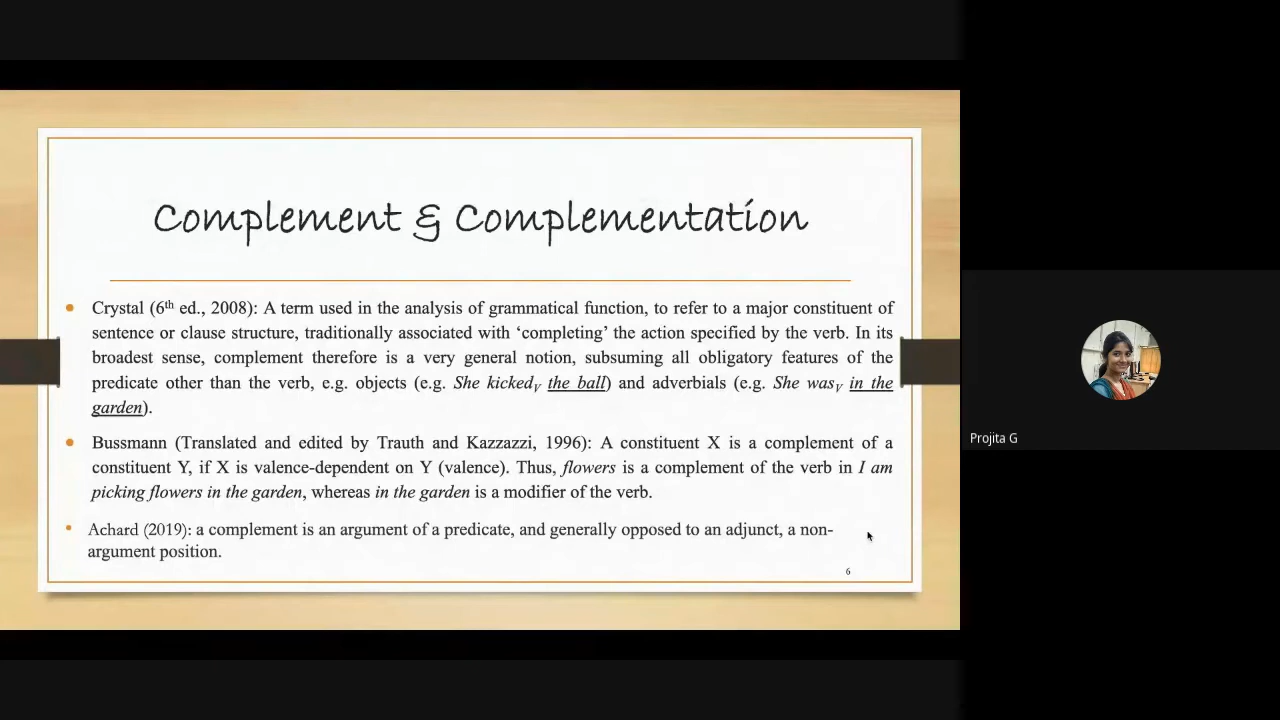 Complement & Complementation
Crystal (6th ed., 2008): A term used in the analysis of grammatical function, to refer to a major constituent of
sentence or clause structure, traditionally associated with ‘completing’ the action specified by the verb. In its
broadest sense, complement therefore is a very general notion, subsuming all obligatory features of the
predicate other than the verb, e.g. objects (e.g. She kickedV the ball) and adverbials (e.g. She wasV in the
garden).
Bussmann (Translated and edited by Trauth and Kazzazzi, 1996): A constituent X is a complement of a
constituent Y, if X is valence-dependent on Y (valence). Thus, flowers is a complement of the verb in I am
picking flowers in the garden, whereas in the garden is a modifier of the verb.
Achard (2019): a complement is an argument of a predicate, and generally opposed to an adjunct, a non-
argument position.
6
Projita G